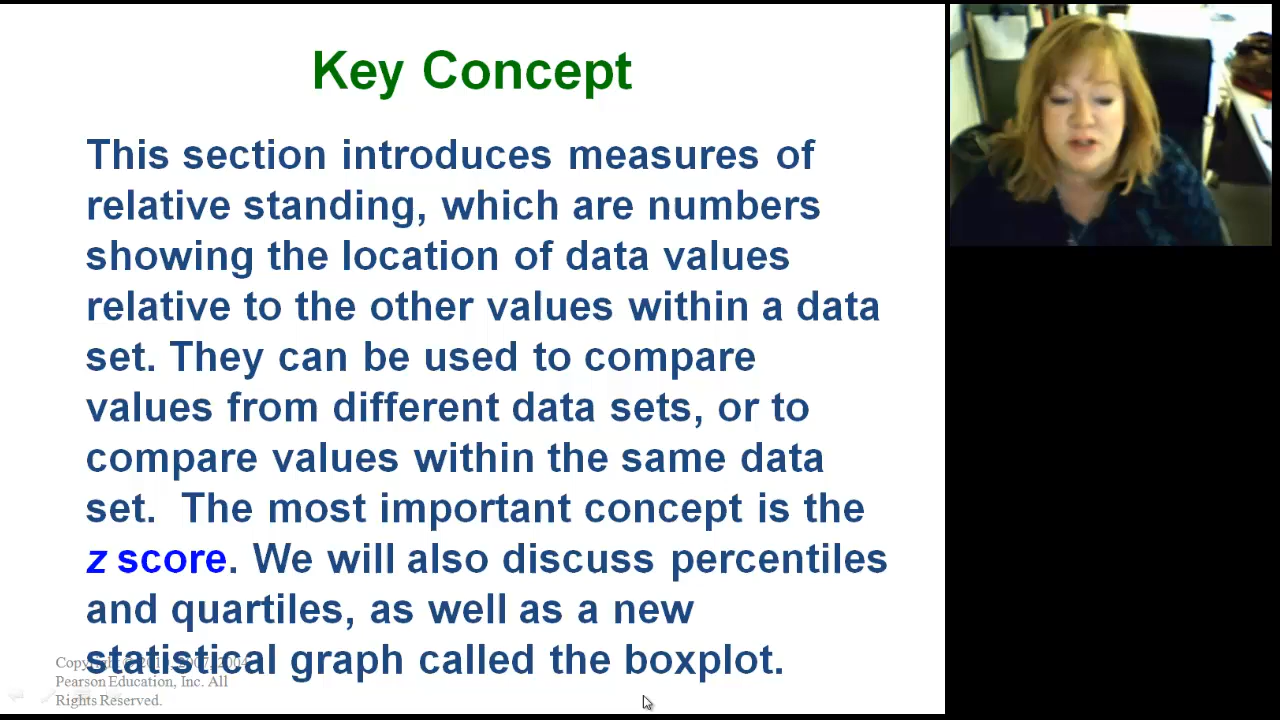 Key Concept
This section introduces measures of
relative standing, which are numbers
showing the location of data values
relative to the other values within a data
set. They can be used to compare
values from different data sets, or to
compare values within the same data
set.  The most important concept is the
z score. We will also discuss percentiles
and quartiles, as well as a new
statistical graph called the boxplot.
Copyright ©
Pearson Education, Inc. All
Rights Reserved.